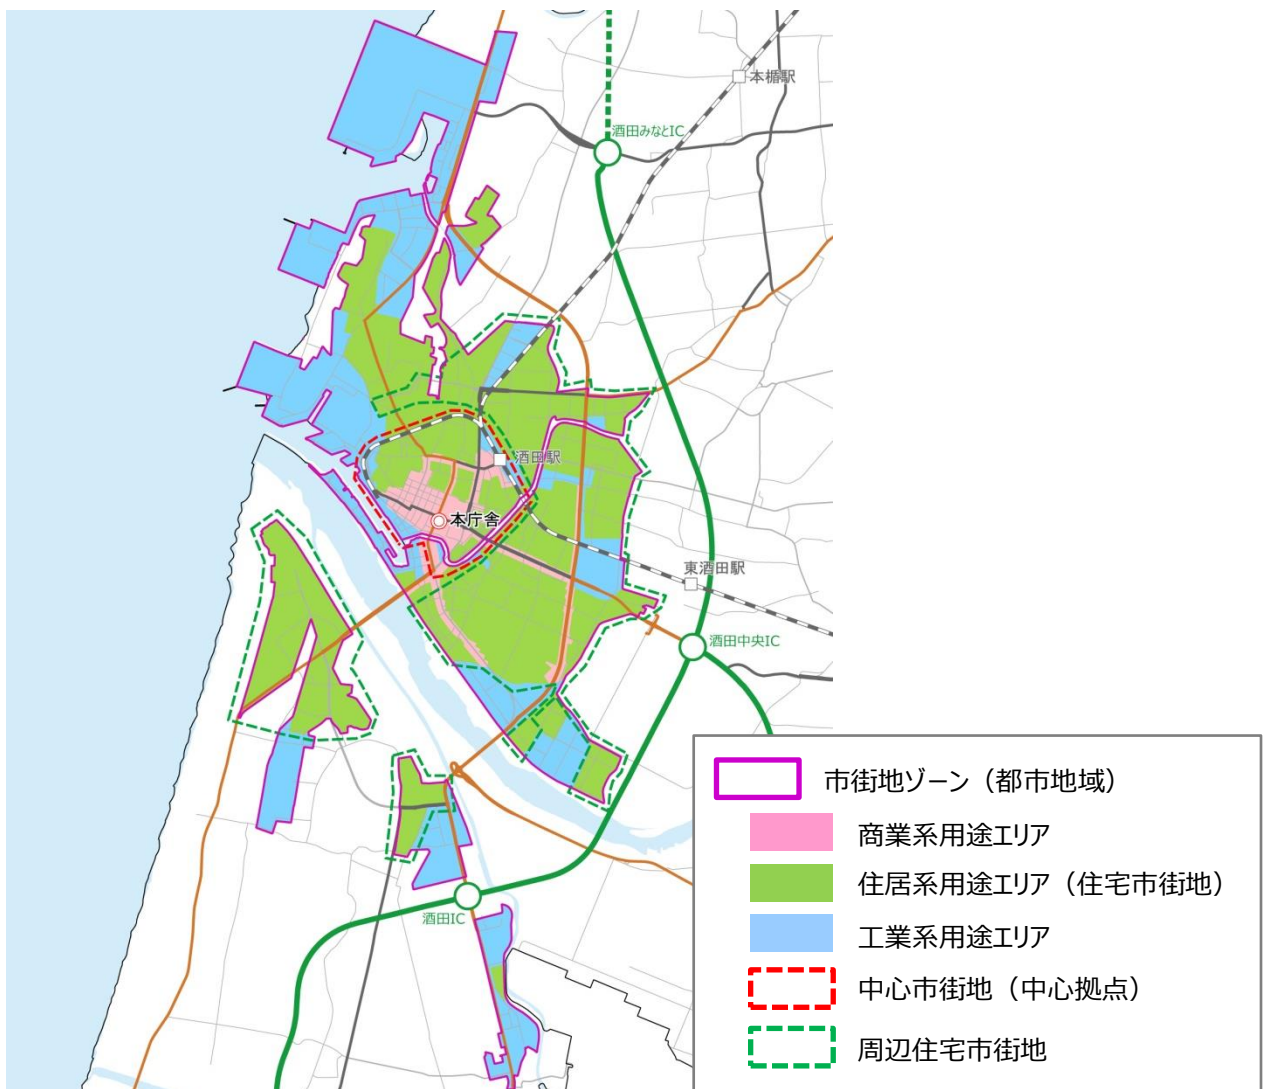 本楯駅
酒田みなとIC
酒田駅
本庁舎
東酒田駅
酒田中央IC
酒田IC
市街地ゾーン（都市地域）
商業系用途エリア
住居系用途エリア（住宅市街地）
工業系用途エリア
中心市街地（中心拠点）
周辺住宅市街地